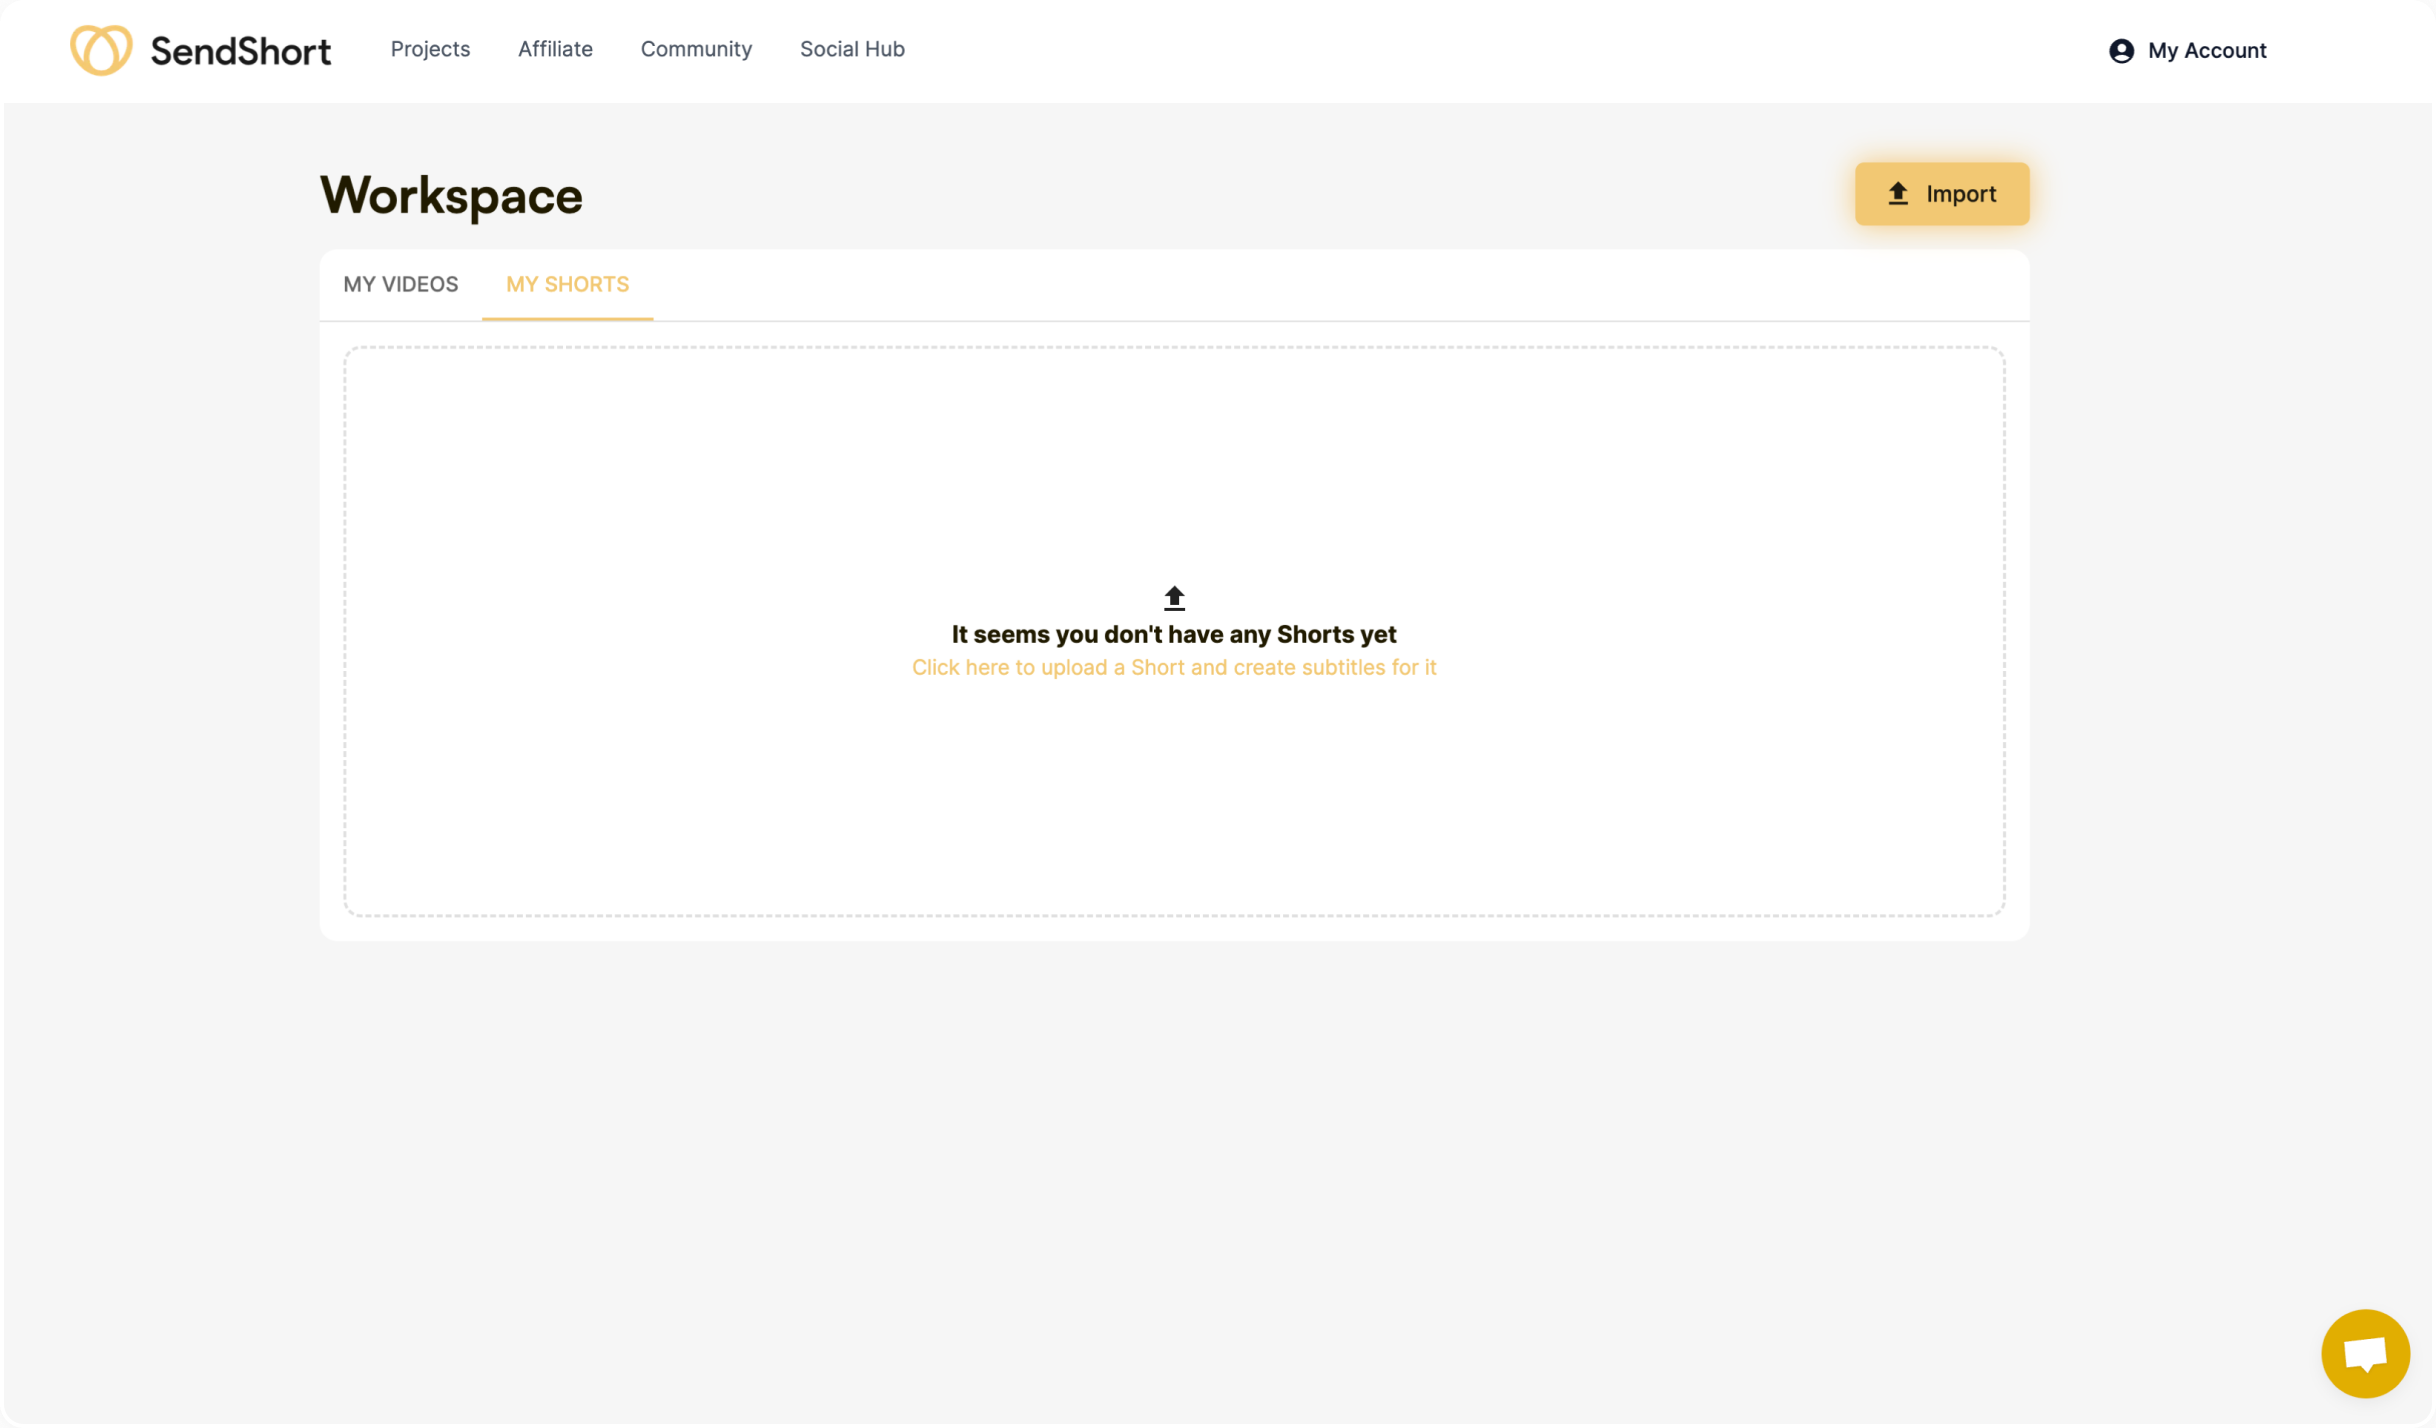 SendShort
Projects
Affiliate
Community
Social Hub
My Account
Workspace
Import
MY VIDEOS
MY SHORTS
It seems you don't have any Shorts yet
Click here to upload a Short and create subtitles for it